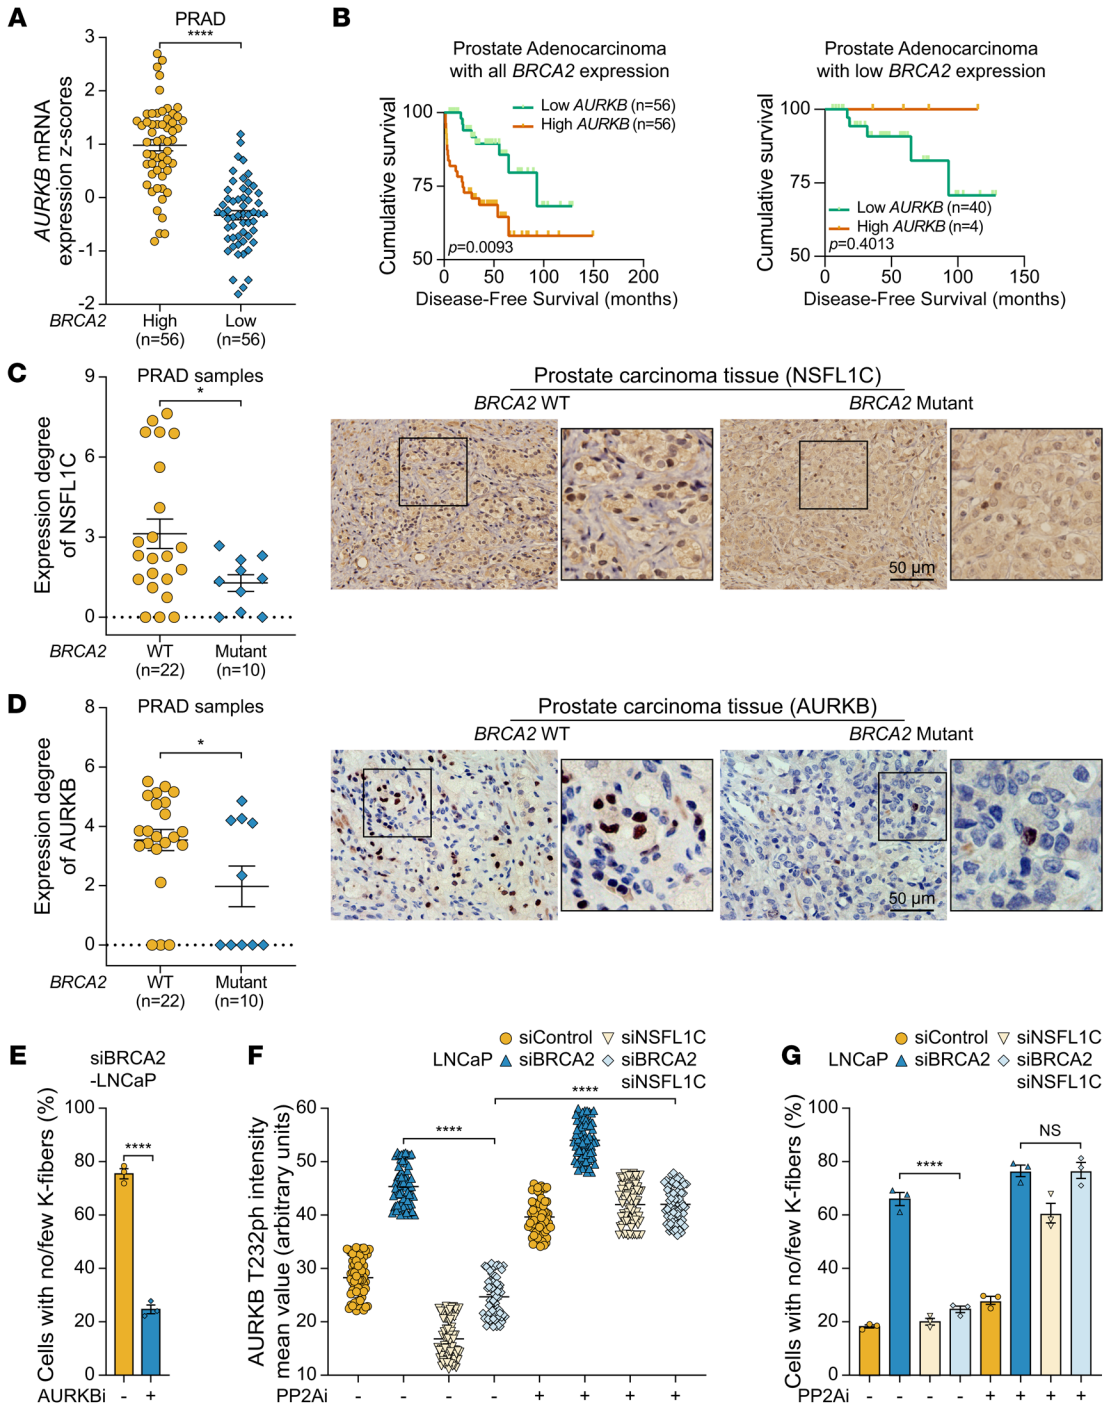 A
PRAD
****
AURKB mRNA
expression z-scores
3
2
1
0
-1
-2
BRCA2
High
(n=56)
Low
(n=56)
B
Prostate Adenocarcinoma
with all BRCA2 expression
Low AURKB (n=56)
High AURKB (n=56)
Cumulative survival
100
75
50
p=0.0093
0 50 100 150 200
Disease-Free Survival (months)
Prostate Adenocarcinoma
with low BRCA2 expression
Cumulative survival
100
75
50
Low AURKB (n=40)
High AURKB (n=4)
p=0.4013
0 50 100 150
Disease-Free Survival (months)
C
PRAD samples
*
Expression degree
of NSFL1C
9
6
3
0
BRCA2
WT
(n=22)
Mutant
(n=10)
Prostate carcinoma tissue (NSFL1C)
BRCA2 WT
BRCA2 Mutant
50 µm
D
PRAD samples
*
Expression degree
of AURKB
8
6
4
2
0
BRCA2
WT
(n=22)
Mutant
(n=10)
Prostate carcinoma tissue (AURKB)
BRCA2 WT
BRCA2 Mutant
50 µm
E
siBRCA2
-LNCaP
Cells with no/few K-fibers (%)
100
80
60
40
20
0
****
AURKBi - +
F
LNCaP
siControl
siBRCA2
siNSFL1C
siBRCA2
siNSFL1C
AURKB T232ph intensity
mean value (arbitrary units)
60
50
40
30
20
10
****
****
PP2Ai - - - - + + + +
G
LNCaP
siControl
siBRCA2
siNSFL1C
siBRCA2
siNSFL1C
Cells with no/few K-fibers (%)
100
80
60
40
20
0
****
NS
PP2Ai - - - - + + + +